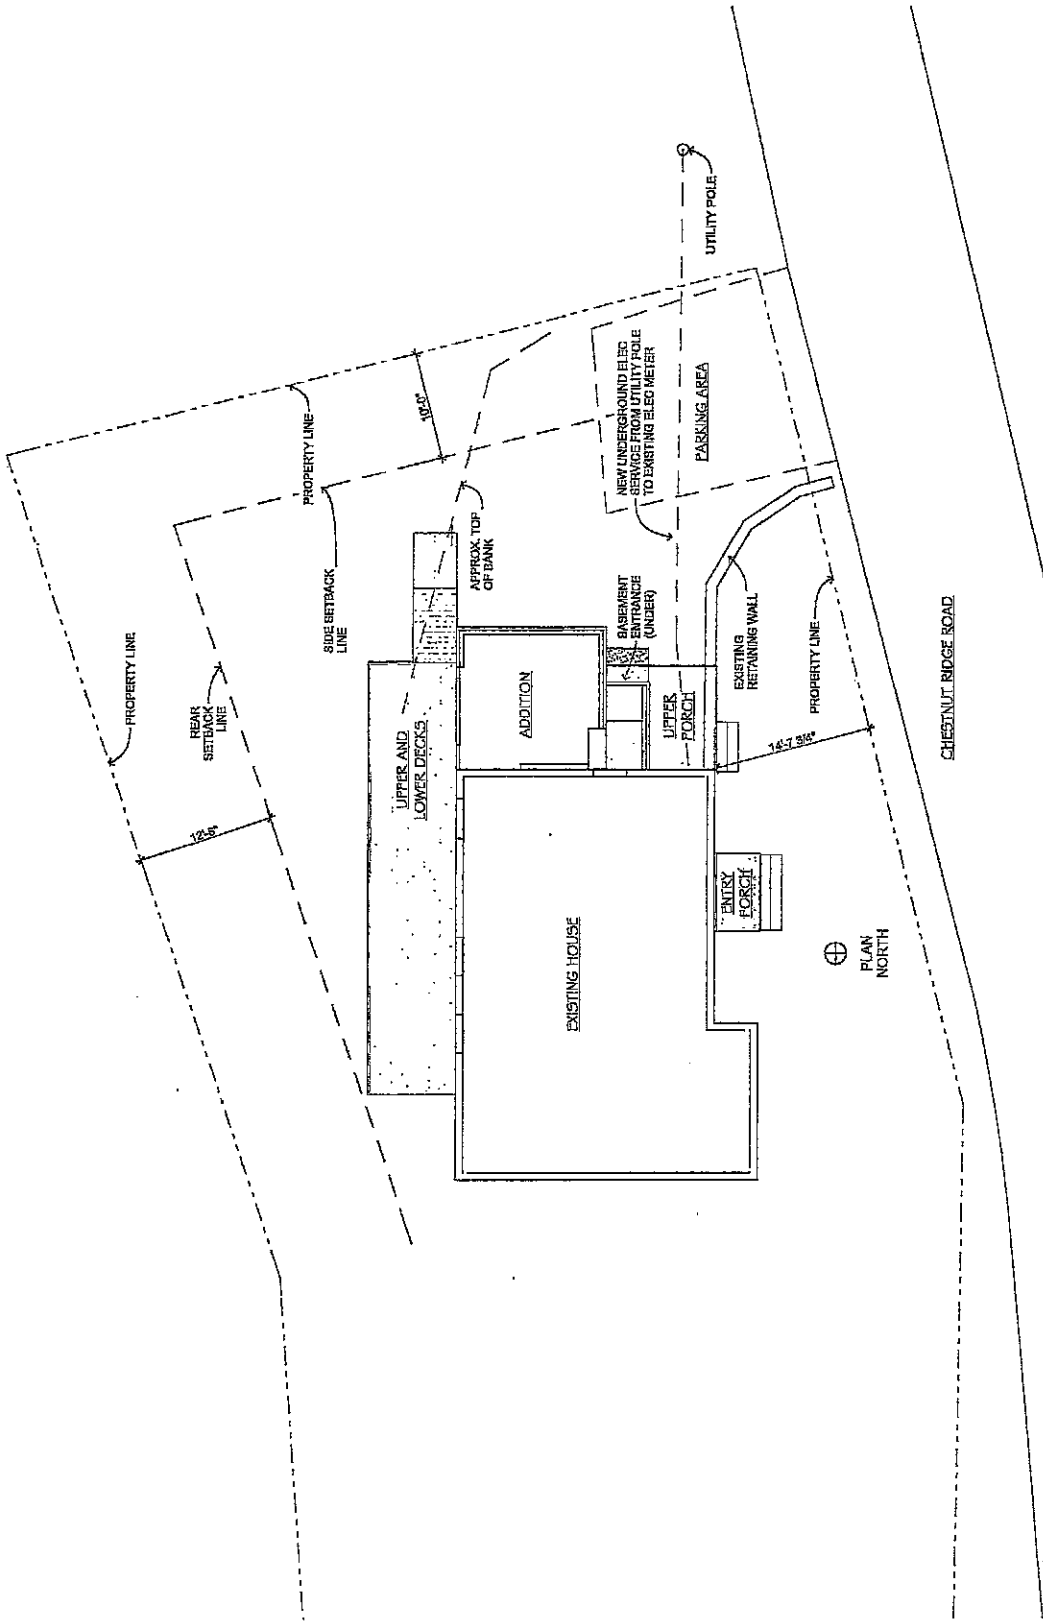 PROPERTY LINE
REAR
SETBACK
LINE
12'-6"
PROPERTY LINE
10'-0"
SIDE SETBACK
LINE
APPROX. TOP
OF BANK
UPPER AND
LOWER DECKS
ADDITION
BASEMENT
ENTRANCE
(UNDER)
NEW UNDERGROUND ELEC
SERVICE FROM UTILITY POLE
TO EXISTING ELEC METER
PARKING AREA
UTILITY POLE
UPPER
PORCH
EXISTING
RETAINING WALL
PROPERTY LINE
14'-7 3/4"
EXISTING HOUSE
ENTRY
PORCH
PLAN
NORTH
CHESTNUT RIDGE ROAD